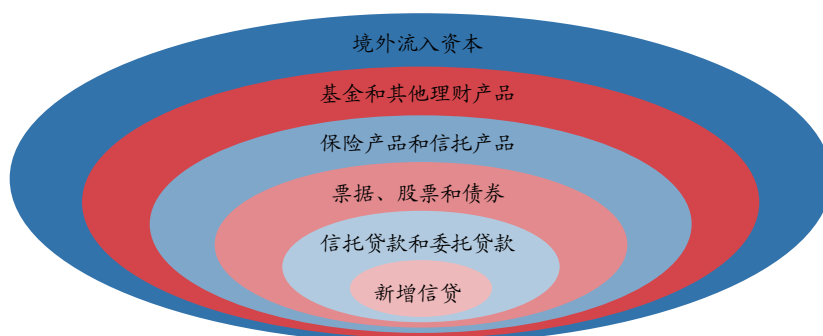 境外流入资本
基金和其他理财产品
保险产品和信托产品
票据、股票和债券
信托贷款和委托贷款
新增信贷